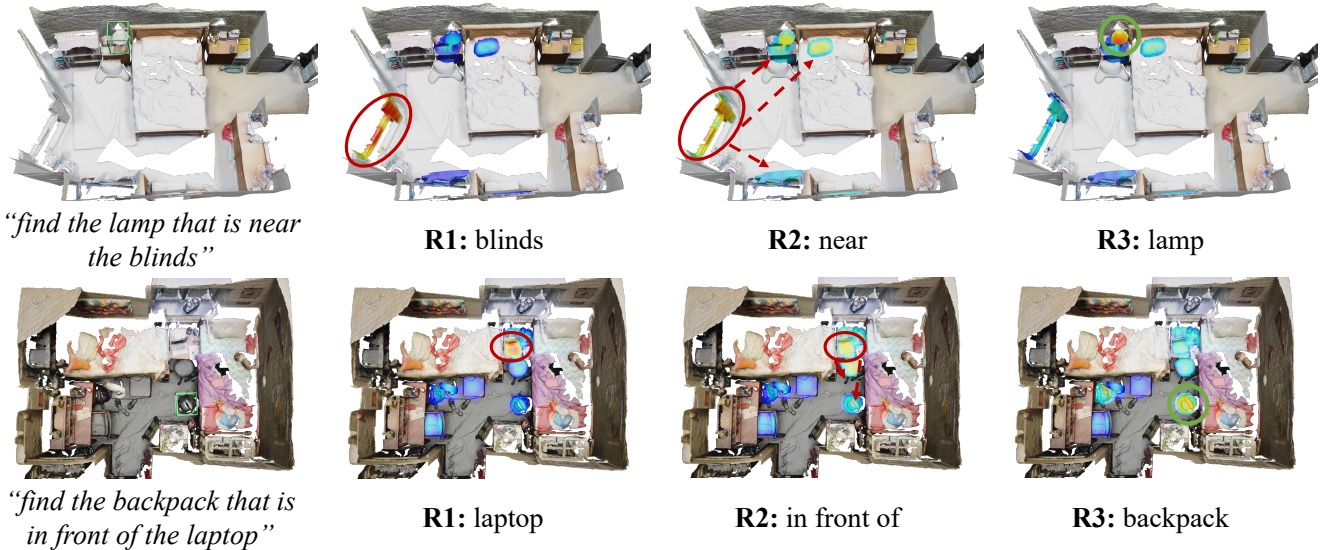 “find the lamp that is near
the blinds”
R1: blinds
R2: near
R3: lamp
“find the backpack that is
in front of the laptop”
R1: laptop
R2: in front of
R3: backpack